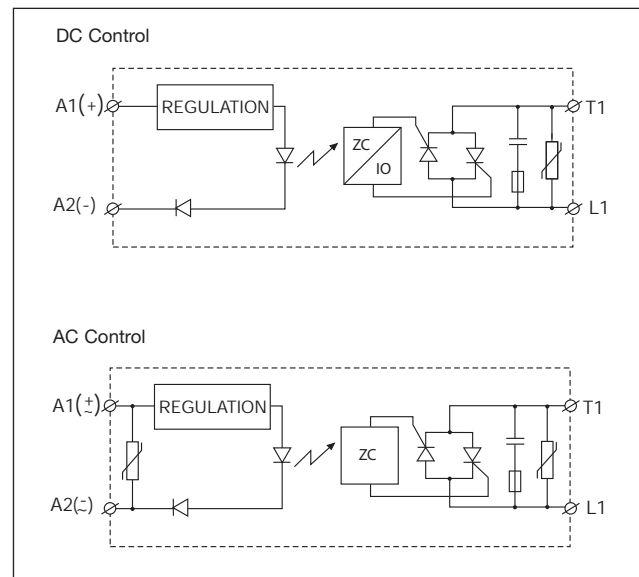 DC Control
A1(+)
REGULATION
ZC
IO
T1
A2(-)
L1
AC Control
A1(±)
REGULATION
ZC
T1
A2(≃)
L1